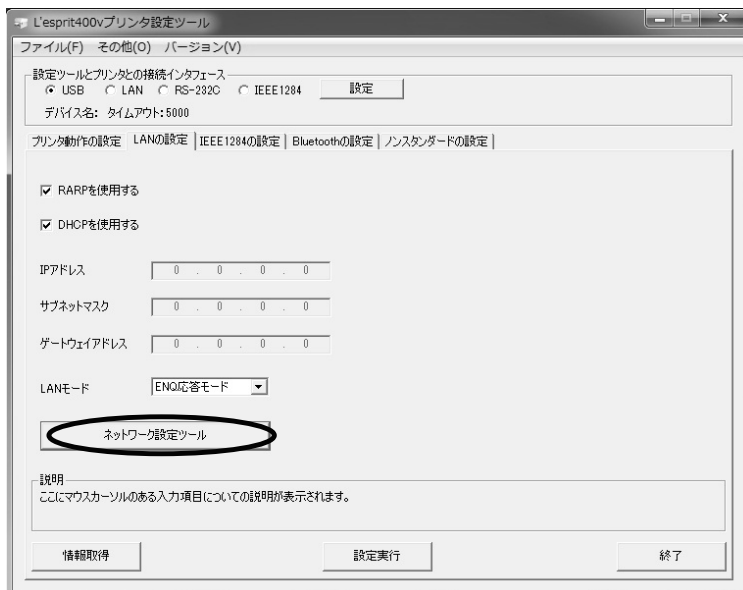 L'esprit400vプリンタ設定ツール
ファイル(F) その他(O) バージョン(V)
設定ツールとプリンタとの接続インタフェース
USB LAN RS-232C IEEE1284 設定
デバイス名: タイムアウト:5000
プリンタ動作の設定 LANの設定 IEEE1284の設定 Bluetoothの設定 ノンスタンダードの設定
RARPを使用する
DHCPを使用する
IPアドレス 0 . 0 . 0 . 0
サブネットマスク 0 . 0 . 0 . 0
ゲートウェイアドレス 0 . 0 . 0 . 0
LANモード ENQ応答モード
ネットワーク設定ツール
説明
ここにマウスカーソルのある入力項目についての説明が表示されます。
情報取得 設定実行 終了